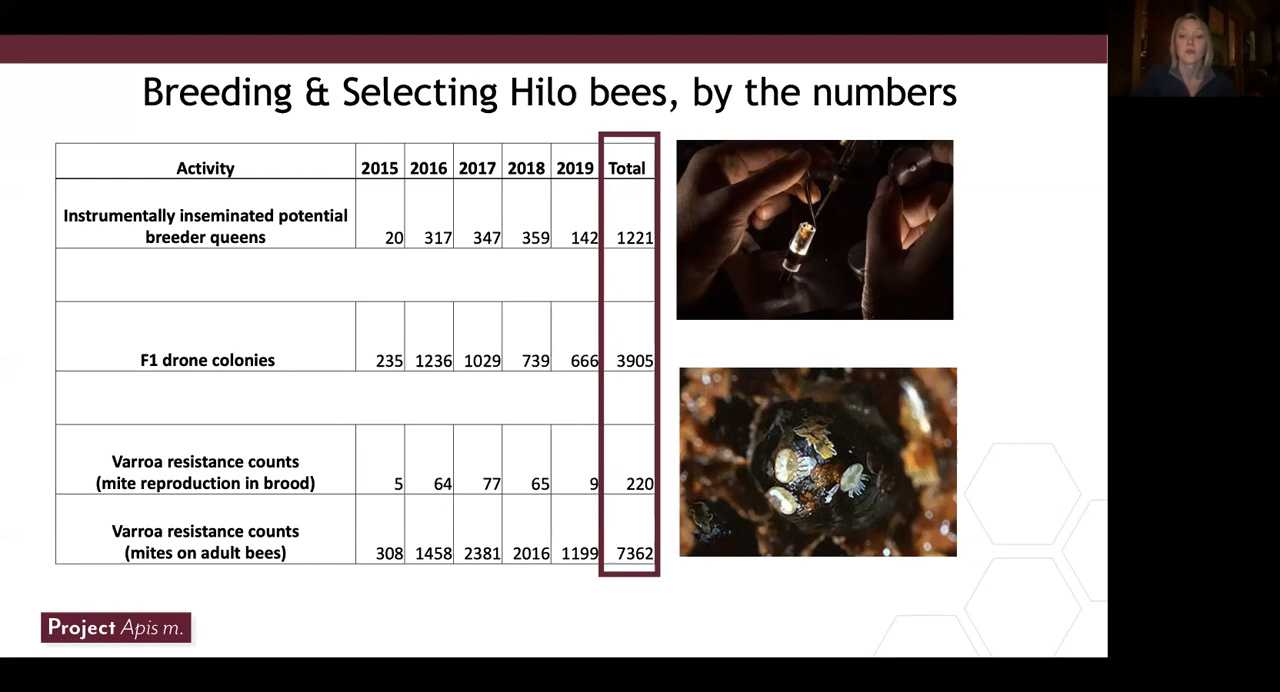 Breeding & Selecting Hilo bees, by the numbers
Activity 2015 2016 2017 2018 2019 Total
Instrumentally inseminated potential
breeder queens 20 317 347 359 142 1221
F1 drone colonies 235 1236 1029 739 666 3905
Varroa resistance counts
(mite reproduction in brood) 5 64 77 65 9 220
Varroa resistance counts
(mites on adult bees) 308 1458 2381 2016 1199 7362
Project Apis m.